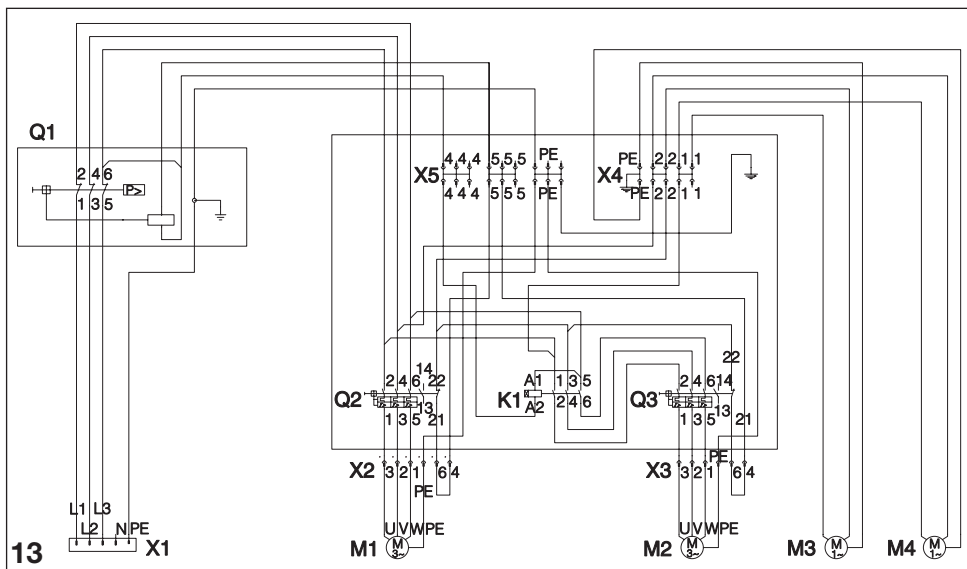 Q1
2 4 6
P>
1 3 5
X5
4 4 4 5 5 5 PE
4 4 4 5 5 5 PE
X4
PE 2 2 1 1
PE 2 2 1 1
Q2
2 4 6 14 22
1 3 5 13 21
K1
A1 1 3 5
A2 2 4 6
Q3
22
2 4 6 14
1 3 5 13 21
X2
3 2 1 6 4
PE
X3
PE
3 2 1 6 4
L1 L3
L2 N PE
X1
U V W PE
M1
M
3~
U V W PE
M2
M
3~
M3
M
1~
M4
M
1~
13